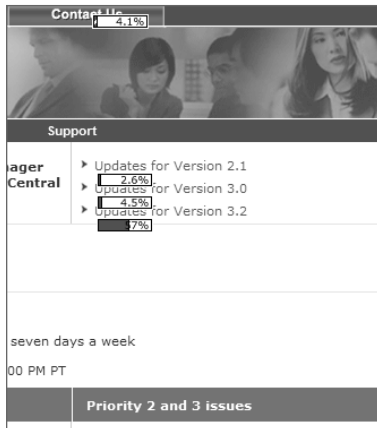 Contact Us
4.1%
Support
nager
Central
Updates for Version 2.1
2.6%
Updates for Version 3.0
4.5%
Updates for Version 3.2
57%
seven days a week
00 PM PT
Priority 2 and 3 issues